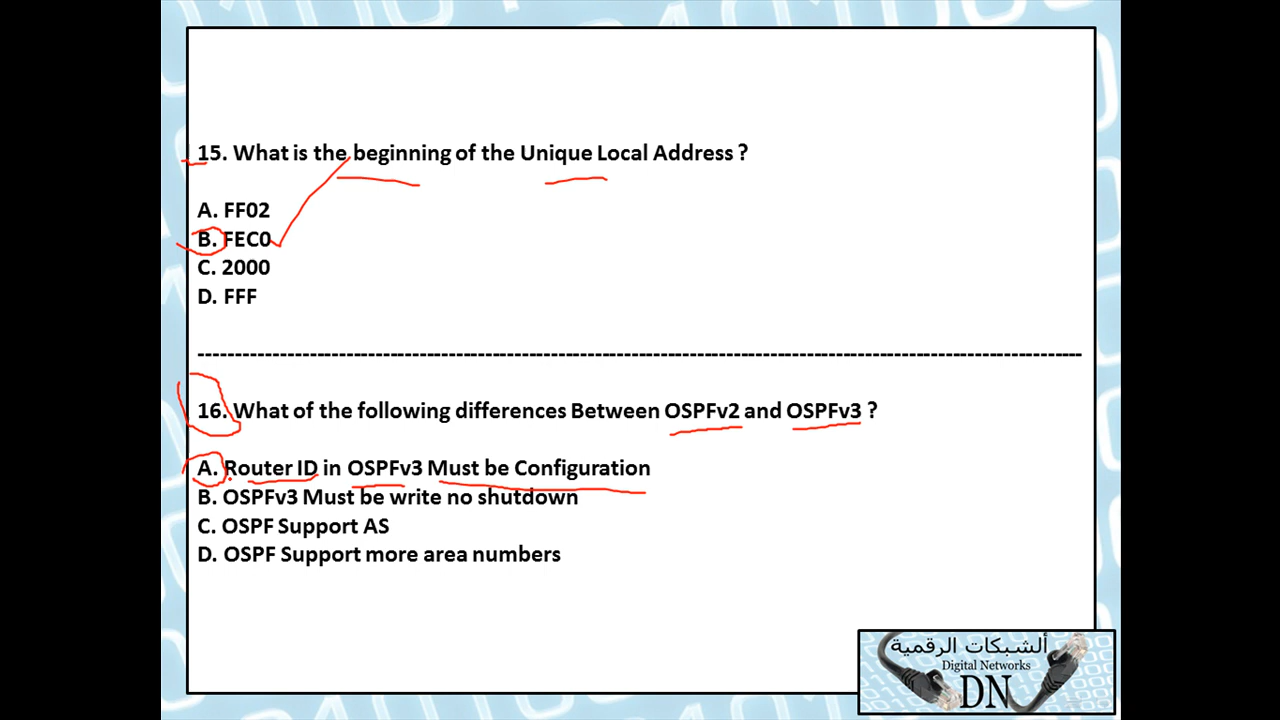 15. What is the beginning of the Unique Local Address ?
A. FF02
B. FEC0
C. 2000
D. FFF
--------------------------------------------------------------------------------------------------------------
16. What of the following differences Between OSPFv2 and OSPFv3 ?
A. Router ID in OSPFv3 Must be Configuration
B. OSPFv3 Must be write no shutdown
C. OSPF Support AS
D. OSPF Support more area numbers
ألشبكات الرقمية
Digital Networks
DN